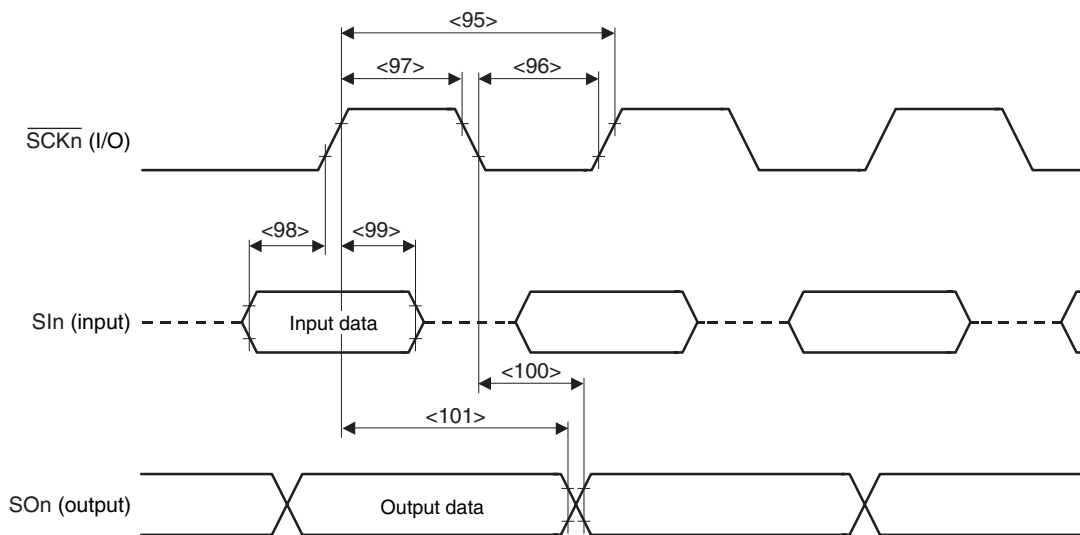 <95>
<97>
<96>
SCKn (I/O)
<98>
<99>
SIn (input)
Input data
<100>
<101>
SOn (output)
Output data